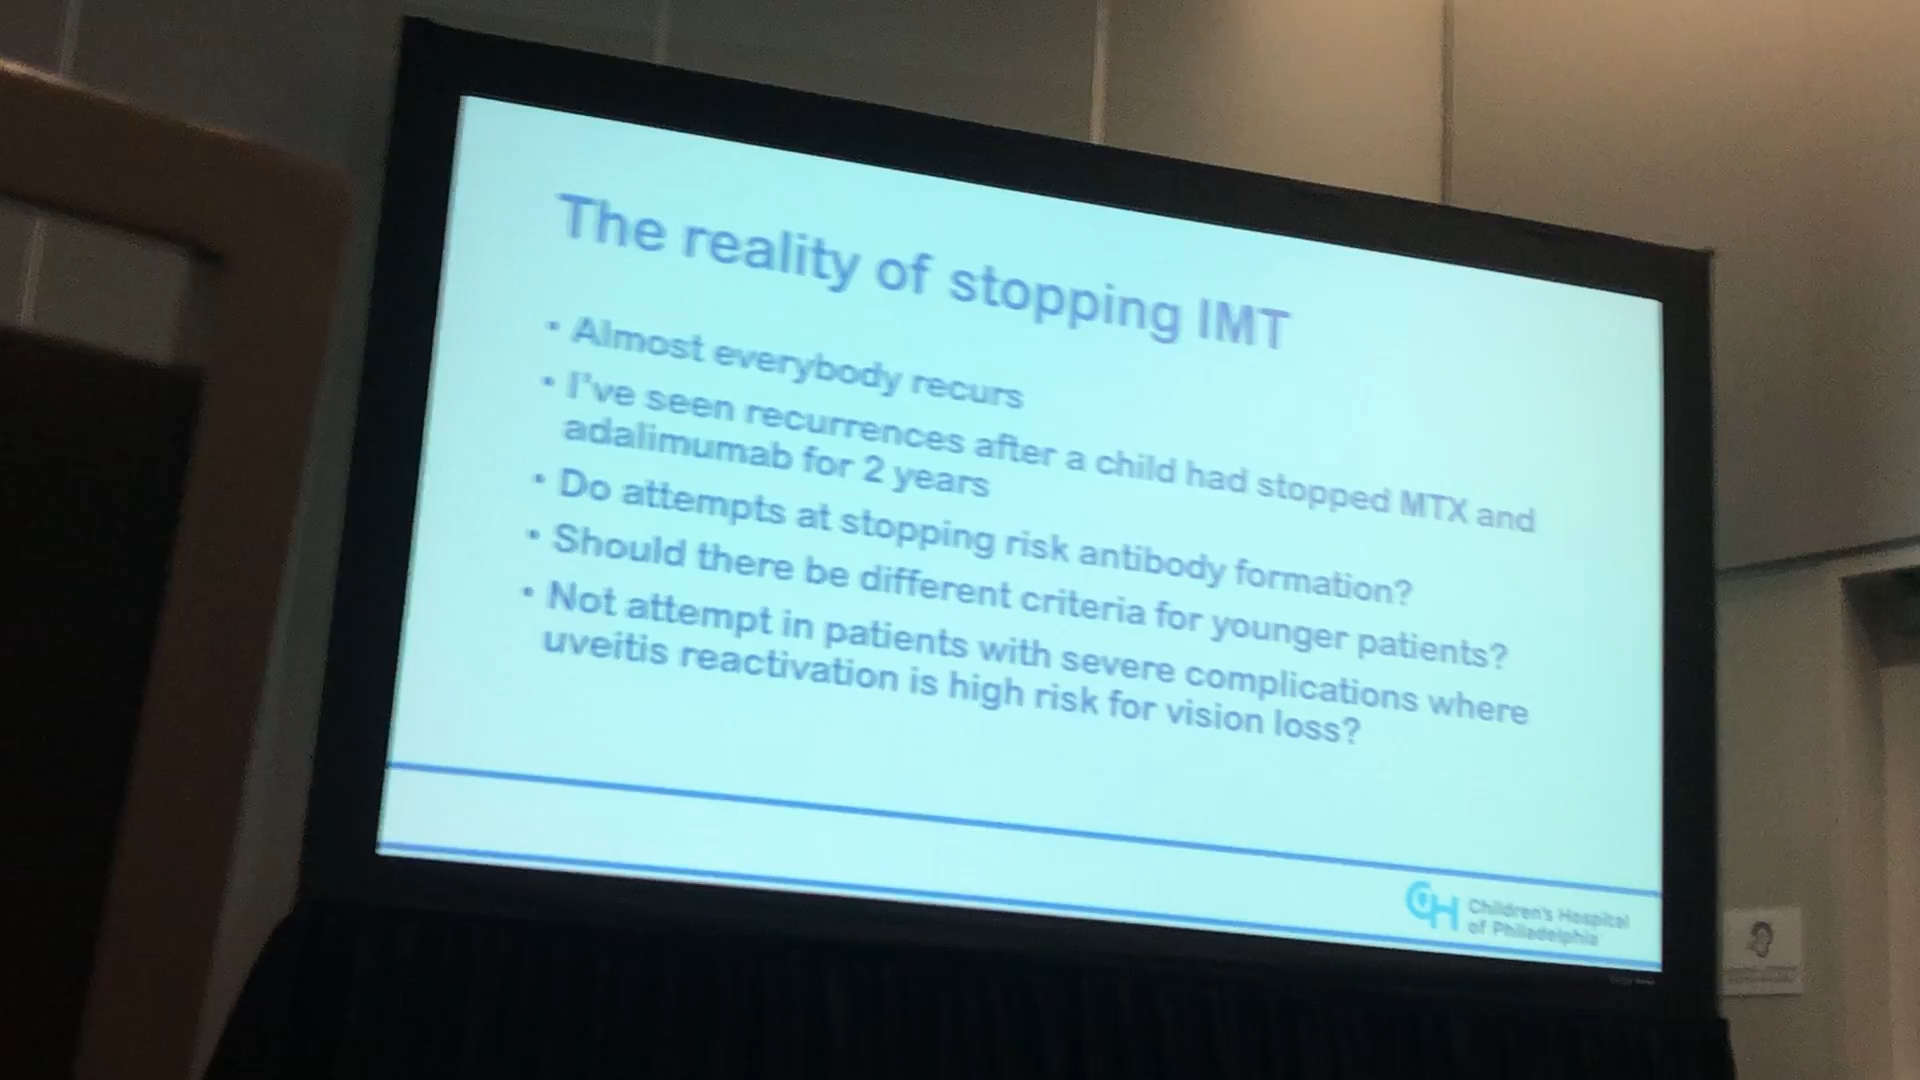 The reality of stopping IMT
• Almost everybody recurs
• I've seen recurrences after a child had stopped MTX and
adalimumab for 2 years
• Do attempts at stopping risk antibody formation?
• Should there be different criteria for younger patients?
• Not attempt in patients with severe complications where
uveitis reactivation is high risk for vision loss?
CH Children's Hospital
of Philadelphia